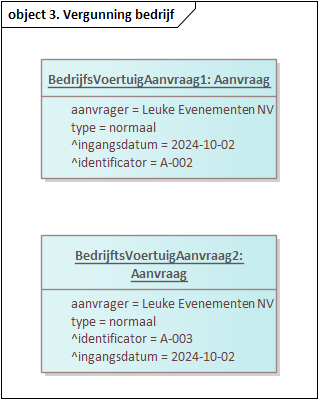 object 3. Vergunning bedrijf
BedrijfsVoertuigAanvraag1: Aanvraag
aanvrager = Leuke Evenementen NV
type = normaal
^ingangsdatum = 2024-10-02
^identificator = A-002
BedrijftsVoertuigAanvraag2:
Aanvraag
aanvrager = Leuke Evenementen NV
type = normaal
^identificator = A-003
^ingangsdatum = 2024-10-02